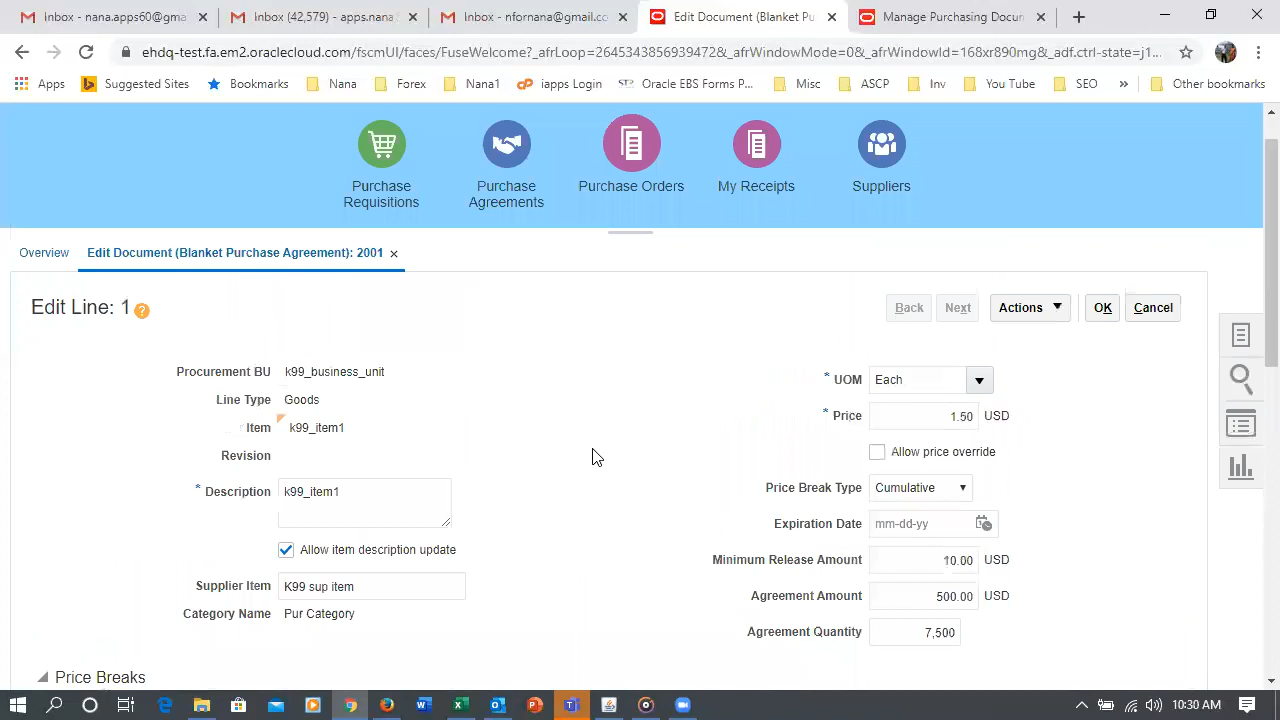 Inbox - nana.apps60@gma
Inbox (42,579) - apps.nana
Inbox - nfornana@gmail.co
Edit Document (Blanket Pu
Manage Purchasing Docu
ehdq-test.fa.em2.oraclecloud.com/fscmUI/faces/FuseWelcome?_afrLoop=26453438569394​72&_afrWindowMode=0&_afrWindowId=168xr890mg&_adf.ctrl-state=j1...
Apps
Suggested Sites
Bookmarks
Nana
Forex
Nana1
iapps Login
Oracle EBS Forms P...
Misc
ASCP
Inv
You Tube
SEO
»
Other bookmarks
Purchase
Requisitions
Purchase
Agreements
Purchase Orders
My Receipts
Suppliers
Overview
Edit Document (Blanket Purchase Agreement): 2001
Edit Line: 1
Back
Next
Actions
OK
Cancel
Procurement BU k99_business_unit
Line Type Goods
Item k99_item1
Revision
* Description k99_item1
Allow item description update
Supplier Item K99 sup item
Category Name Pur Category
* UOM Each
* Price 1.50 USD
Allow price override
Price Break Type Cumulative
Expiration Date mm-dd-yy
Minimum Release Amount 10.00 USD
Agreement Amount 500.00 USD
Agreement Quantity 7,500
Price Breaks
10:30 AM